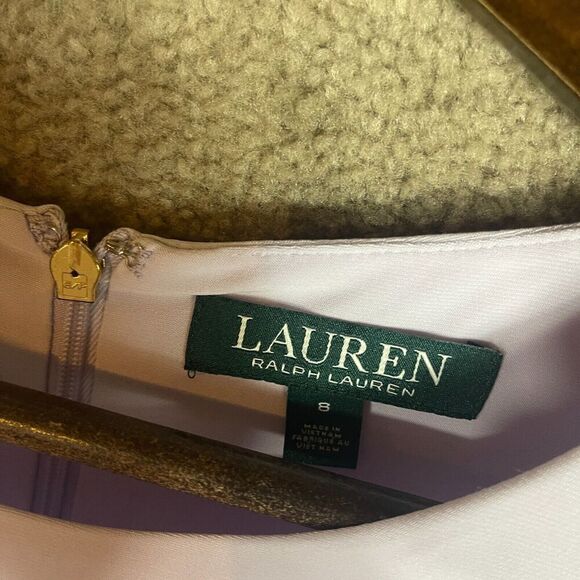 LAUREN
RALPH LAUREN
8
MADE IN
VIETNAM
FABRIQUÉ AU
VIET NAM